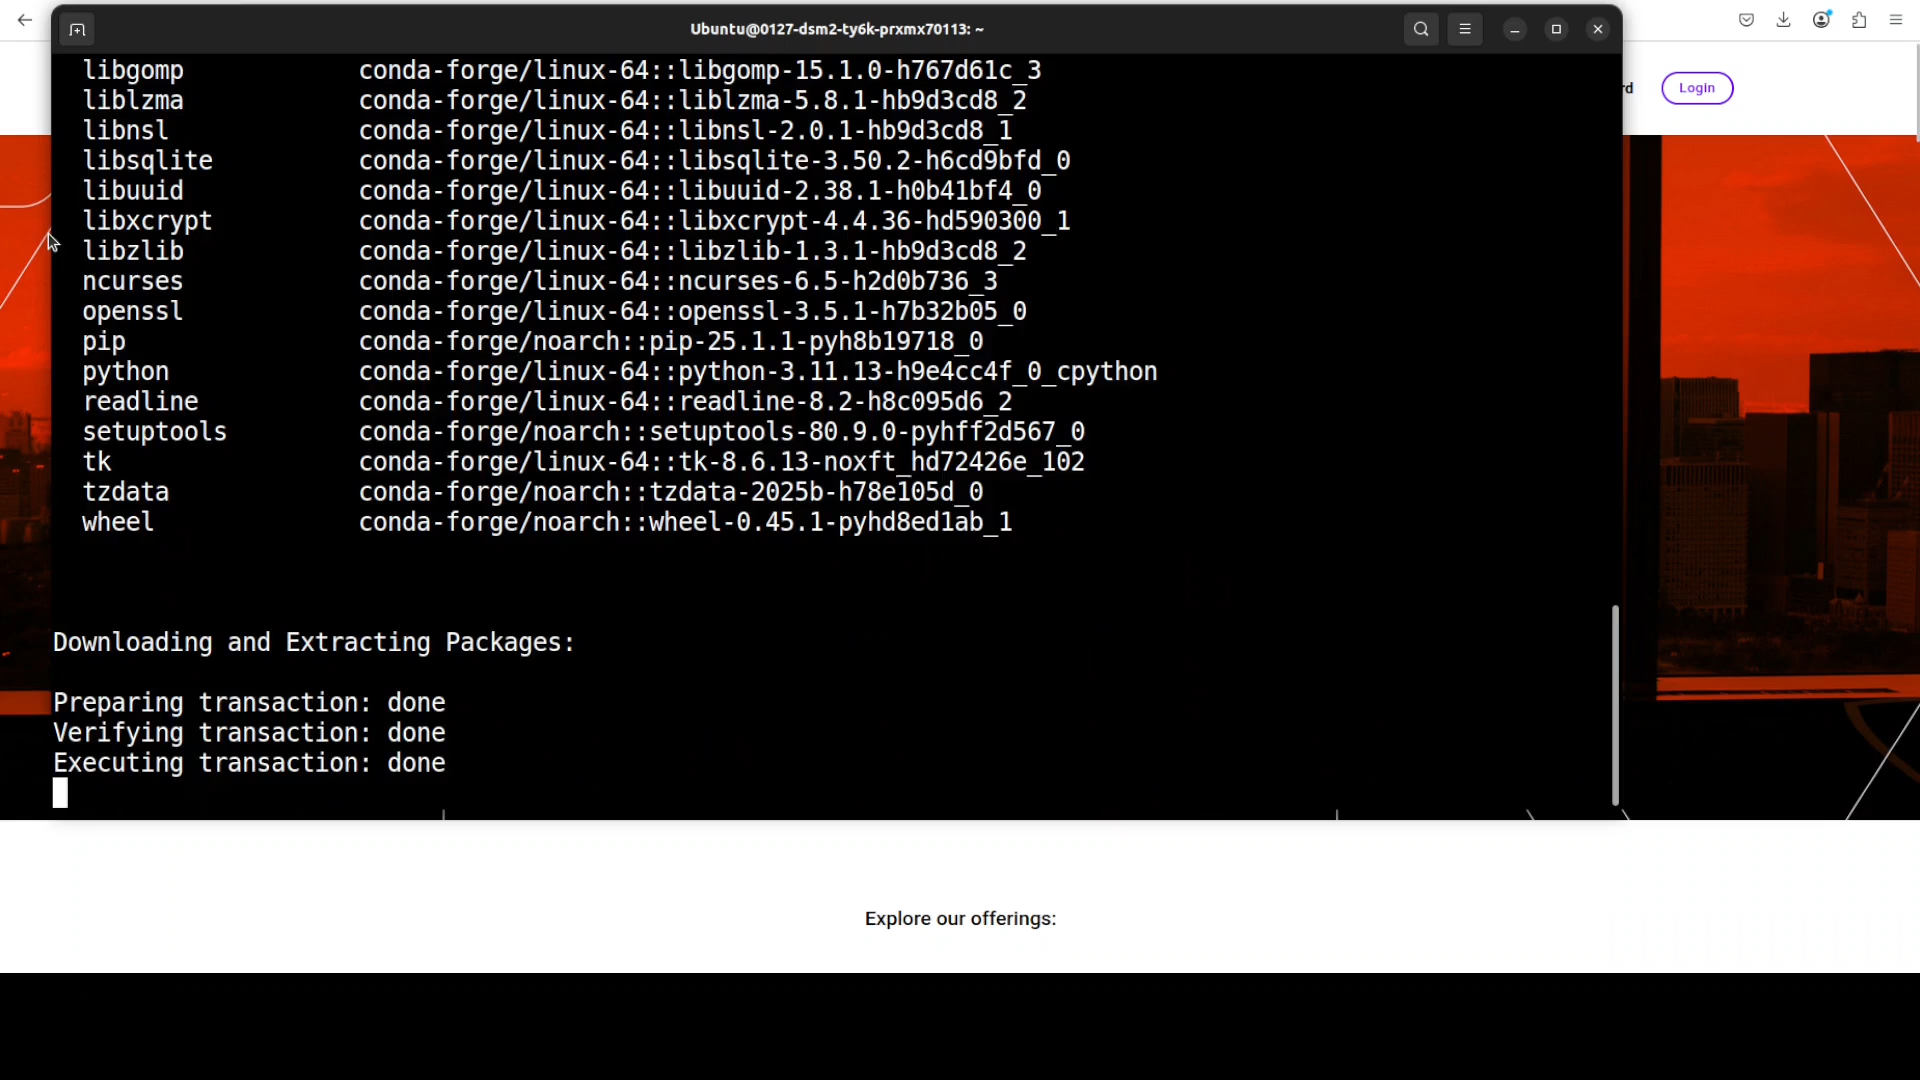 Ubuntu@0127-dsm2-ty6k-prxmx70113: ~
rd Login
libgomp conda-forge/linux-64::libgomp-15.1.0-h767d61c_3
liblzma conda-forge/linux-64::liblzma-5.8.1-hb9d3cd8_2
libnsl conda-forge/linux-64::libnsl-2.0.1-hb9d3cd8_1
libsqlite conda-forge/linux-64::libsqlite-3.50.2-h6cd9bfd_0
libuuid conda-forge/linux-64::libuuid-2.38.1-h0b41bf4_0
libxcrypt conda-forge/linux-64::libxcrypt-4.4.36-hd590300_1
libzlib conda-forge/linux-64::libzlib-1.3.1-hb9d3cd8_2
ncurses conda-forge/linux-64::ncurses-6.5-h2d0b736_3
openssl conda-forge/linux-64::openssl-3.5.1-h7b32b05_0
pip conda-forge/noarch::pip-25.1.1-pyh8b19718_0
python conda-forge/linux-64::python-3.11.13-h9e4cc4f_0_cpython
readline conda-forge/linux-64::readline-8.2-h8c095d6_2
setuptools conda-forge/noarch::setuptools-80.9.0-pyhff2d567_0
tk conda-forge/linux-64::tk-8.6.13-noxft_hd72426e_102
tzdata conda-forge/noarch::tzdata-2025b-h78e105d_0
wheel conda-forge/noarch::wheel-0.45.1-pyhd8ed1ab_1
Downloading and Extracting Packages:
Preparing transaction: done
Verifying transaction: done
Executing transaction: done
Explore our offerings: